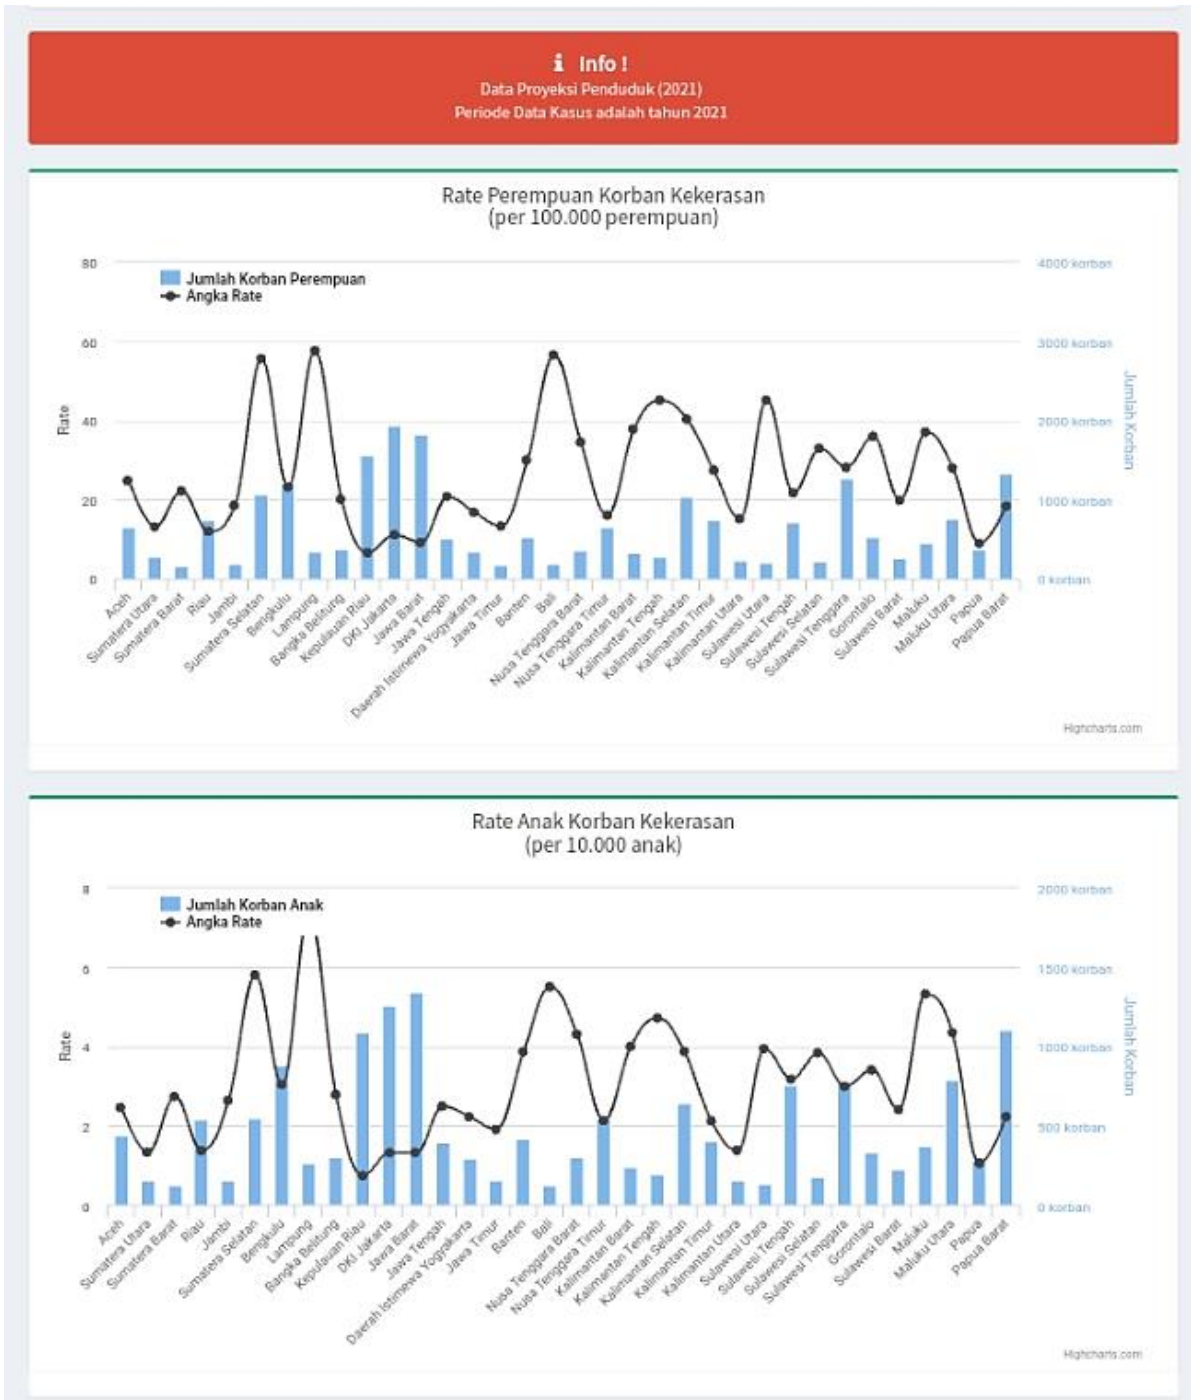 Info !
Data Proyeksi Penduduk (2021)
Periode Data Kasus adalah tahun 2021
Rate Perempuan Korban Kekerasan
(per 100.000 perempuan)
80
4000 korban
Jumlah Korban Perempuan
Angka Rate
60
3000 korban
Rate
Jumlah Korban
40
2000 korban
20
1000 korban
0
0 korban
Aceh
Sumatera Utara
Sumatera Barat
Riau
Jambi
Sumatera Selatan
Bengkulu
Lampung
Bangka Belitung
Kepulauan Riau
DKI Jakarta
Jawa Barat
Jawa Tengah
Daerah Istimewa Yogyakarta
Jawa Timur
Banten
Bali
Nusa Tenggara Barat
Nusa Tenggara Timur
Kalimantan Barat
Kalimantan Tengah
Kalimantan Selatan
Kalimantan Timur
Kalimantan Utara
Sulawesi Utara
Sulawesi Tengah
Sulawesi Selatan
Sulawesi Tenggara
Gorontalo
Sulawesi Barat
Maluku
Maluku Utara
Papua
Papua Barat
Highcharts.com
Rate Anak Korban Kekerasan
(per 10.000 anak)
8
2000 korban
Jumlah Korban Anak
Angka Rate
6
1500 korban
Rate
Jumlah Korban
4
1000 korban
2
500 korban
0
0 korban
Aceh
Sumatera Utara
Sumatera Barat
Riau
Jambi
Sumatera Selatan
Bengkulu
Lampung
Bangka Belitung
Kepulauan Riau
DKI Jakarta
Jawa Barat
Jawa Tengah
Daerah Istimewa Yogyakarta
Jawa Timur
Banten
Bali
Nusa Tenggara Barat
Nusa Tenggara Timur
Kalimantan Barat
Kalimantan Tengah
Kalimantan Selatan
Kalimantan Timur
Kalimantan Utara
Sulawesi Utara
Sulawesi Tengah
Sulawesi Selatan
Sulawesi Tenggara
Gorontalo
Sulawesi Barat
Maluku
Maluku Utara
Papua
Papua Barat
Highcharts.com